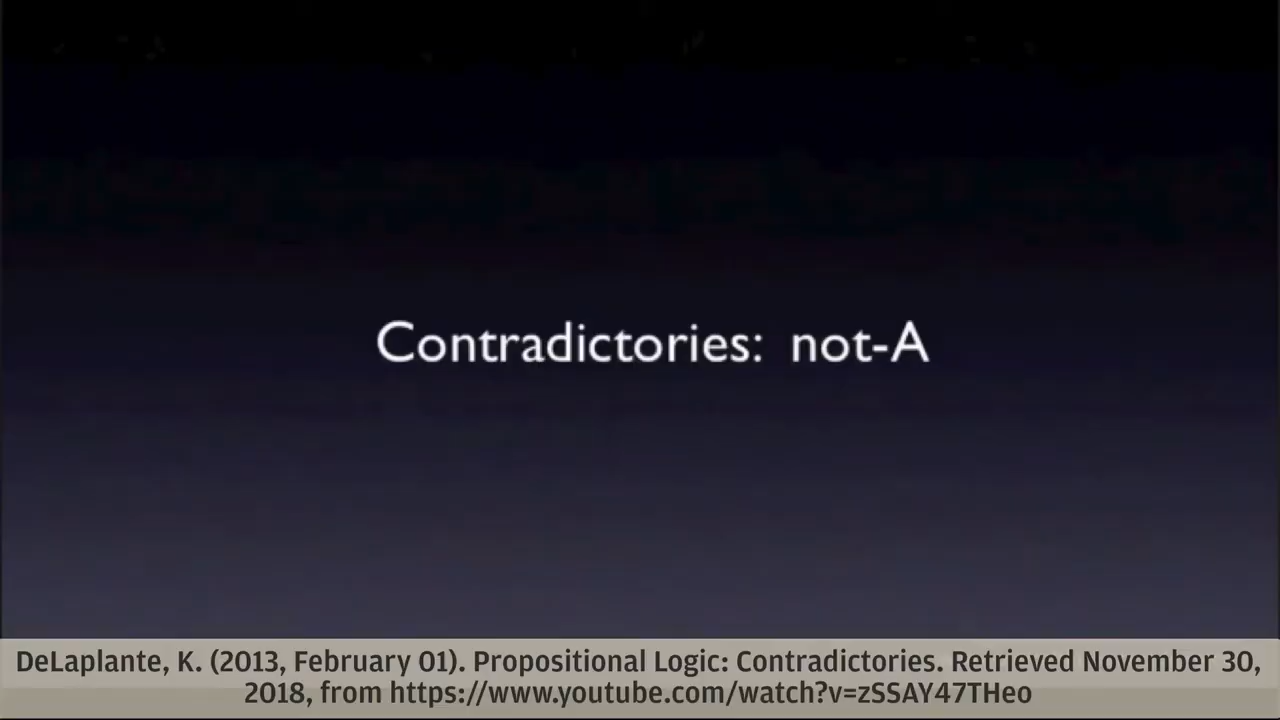 Contradictories: not-A
DeLaplante, K. (2013, February 01). Propositional Logic: Contradictories. Retrieved November 30,
2018, from https://www.youtube.com/watch?v=zSSAY47THeo